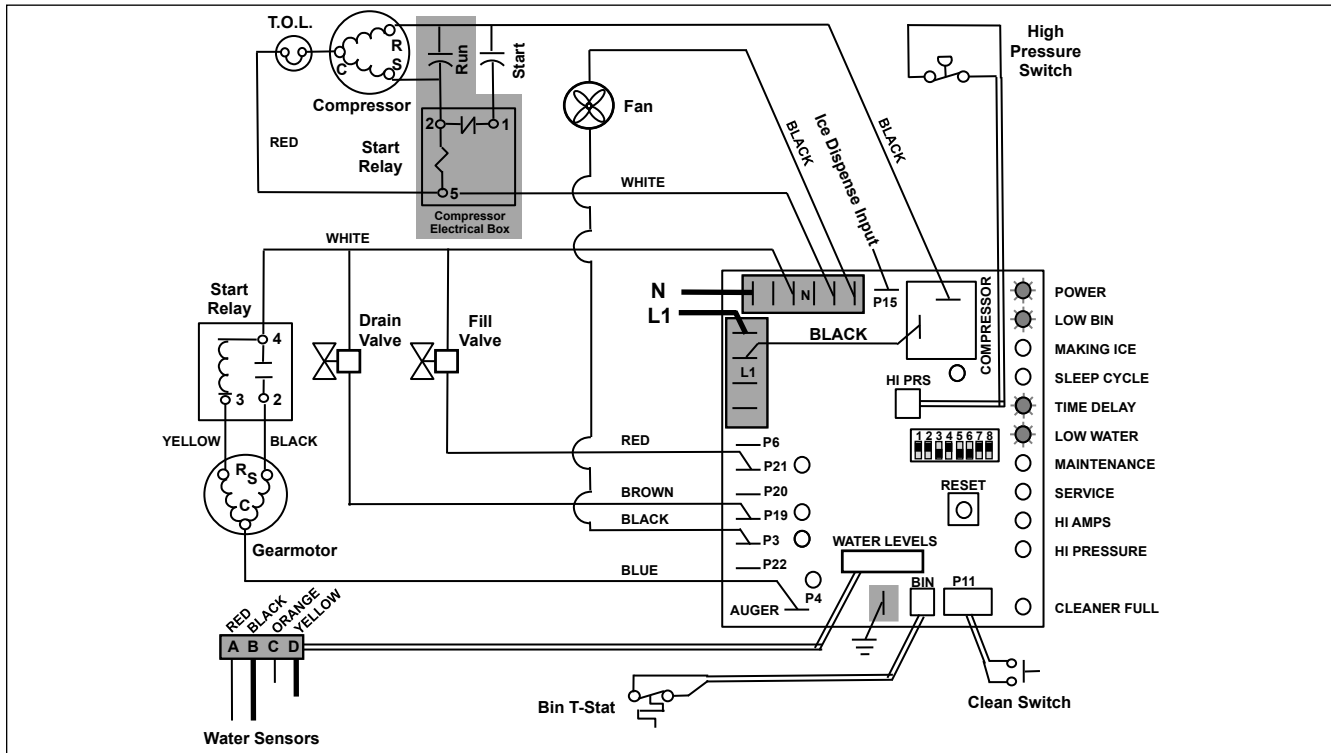 T.O.L.
R
S
C
Compressor
Run
Start
RED
2
1
Start
Relay
5
Compressor
Electrical Box
Fan
BLACK
BLACK
Ice Dispense Input
High
Pressure
Switch
WHITE
WHITE
Start
Relay
4
3
2
YELLOW
BLACK
R
S
C
Gearmotor
Drain
Valve
Fill
Valve
N
L1
N
L1
BLACK
P15
COMPRESSOR
HI PRS
1 2 3 4 5 6 7 8
RESET
POWER
LOW BIN
MAKING ICE
SLEEP CYCLE
TIME DELAY
LOW WATER
MAINTENANCE
SERVICE
HI AMPS
HI PRESSURE
CLEANER FULL
P6
RED
P21
P20
BROWN
P19
BLACK
P3
P22
BLUE
P4
AUGER
WATER LEVELS
BIN
P11
RED
BLACK
ORANGE
YELLOW
A B C D
Water Sensors
Bin T-Stat
Clean Switch